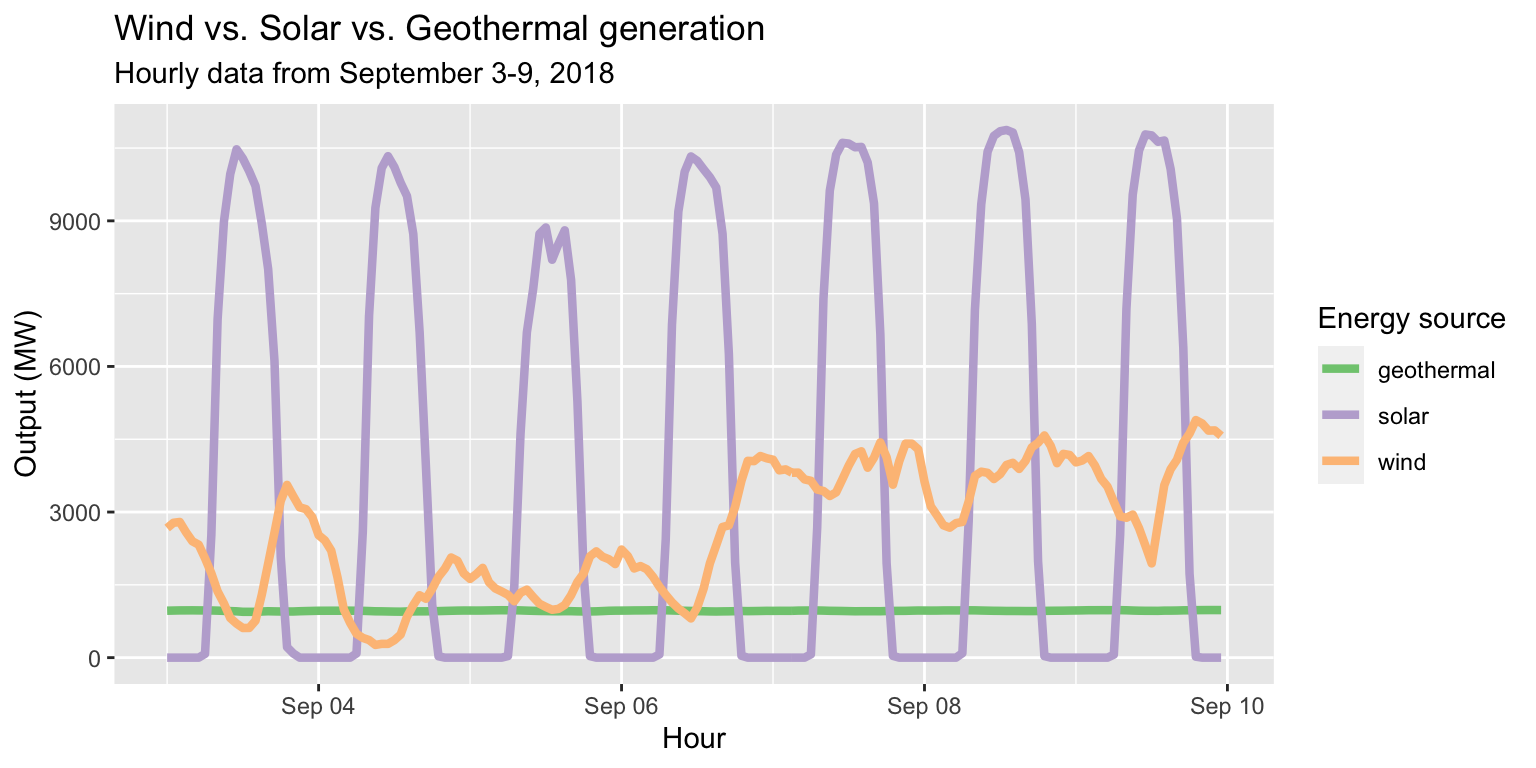 Wind vs. Solar vs. Geothermal generation
Hourly data from September 3-9, 2018
Output (MW)
9000
6000
3000
0
Sep 04
Sep 06
Sep 08
Sep 10
Hour
Energy source
geothermal
solar
wind